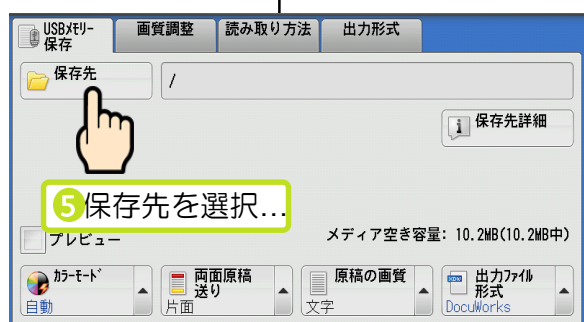 USBメモリー
保存
画質調整
読み取り方法
出力形式
保存先
/
保存先詳細
❺保存先を選択...
プレビュー
メディア空き容量: 10.2MB(10.2MB中)
カラーモード
自動
両面原稿
送り
片面
原稿の画質
文字
出力ファイル
形式
DocuWorks